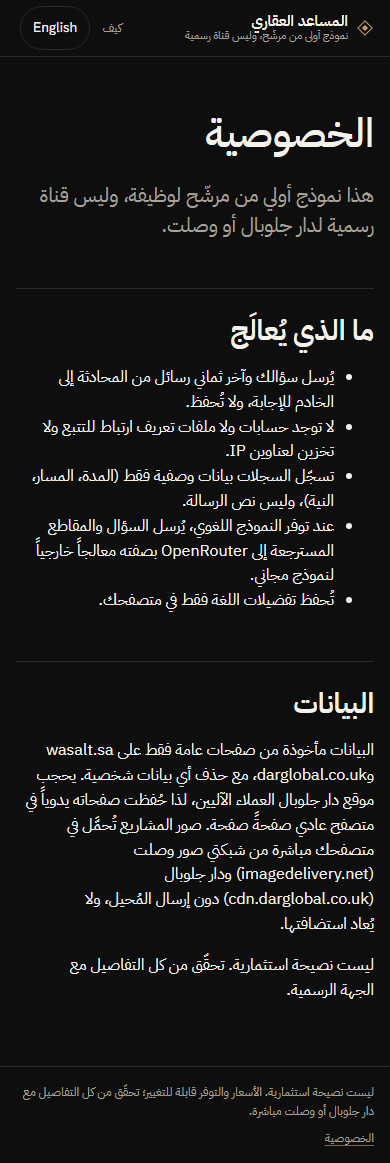 المساعد العقاري
نموذج أولي من مرشّح، وليس قناة رسمية
كيف
English
الخصوصية
هذا نموذج أولي من مرشّح لوظيفة، وليس قناة
رسمية لدار جلوبال أو وصلت.
ما الذي يُعالَج
يُرسل سؤالك وآخر ثماني رسائل من المحادثة إلى
الخادم للإجابة، ولا تُحفظ.
لا توجد حسابات ولا ملفات تعريف ارتباط للتتبع ولا
تخزين لعناوين IP.
تسجّل السجلات بيانات وصفية فقط (المدة، المسار،
النية)، وليس نص الرسالة.
عند توفر النموذج اللغوي، يُرسل السؤال والمقاطع
المسترجعة إلى OpenRouter بصفته معالجاً خارجياً
لنموذج مجاني.
تُحفظ تفضيلات اللغة فقط في متصفحك.
البيانات
البيانات مأخوذة من صفحات عامة فقط على wasalt.sa
وdarglobal.co.uk، مع حذف أي بيانات شخصية. يحجب
موقع دار جلوبال العملاء الآليين، لذا حُفظت صفحاته يدوياً في
متصفح عادي صفحةً صفحة. صور المشاريع تُحمَّل في
متصفحك مباشرة من شبكتي صور وصلت
(imagedelivery.net) ودار جلوبال
(cdn.darglobal.co.uk) دون إرسال المُحيل، ولا
يُعاد استضافتها.
ليست نصيحة استثمارية. تحقّق من كل التفاصيل مع
الجهة الرسمية.
ليست نصيحة استثمارية. الأسعار والتوفر قابلة للتغيير؛ تحقّق من كل التفاصيل مع
دار جلوبال أو وصلت مباشرة.
الخصوصية